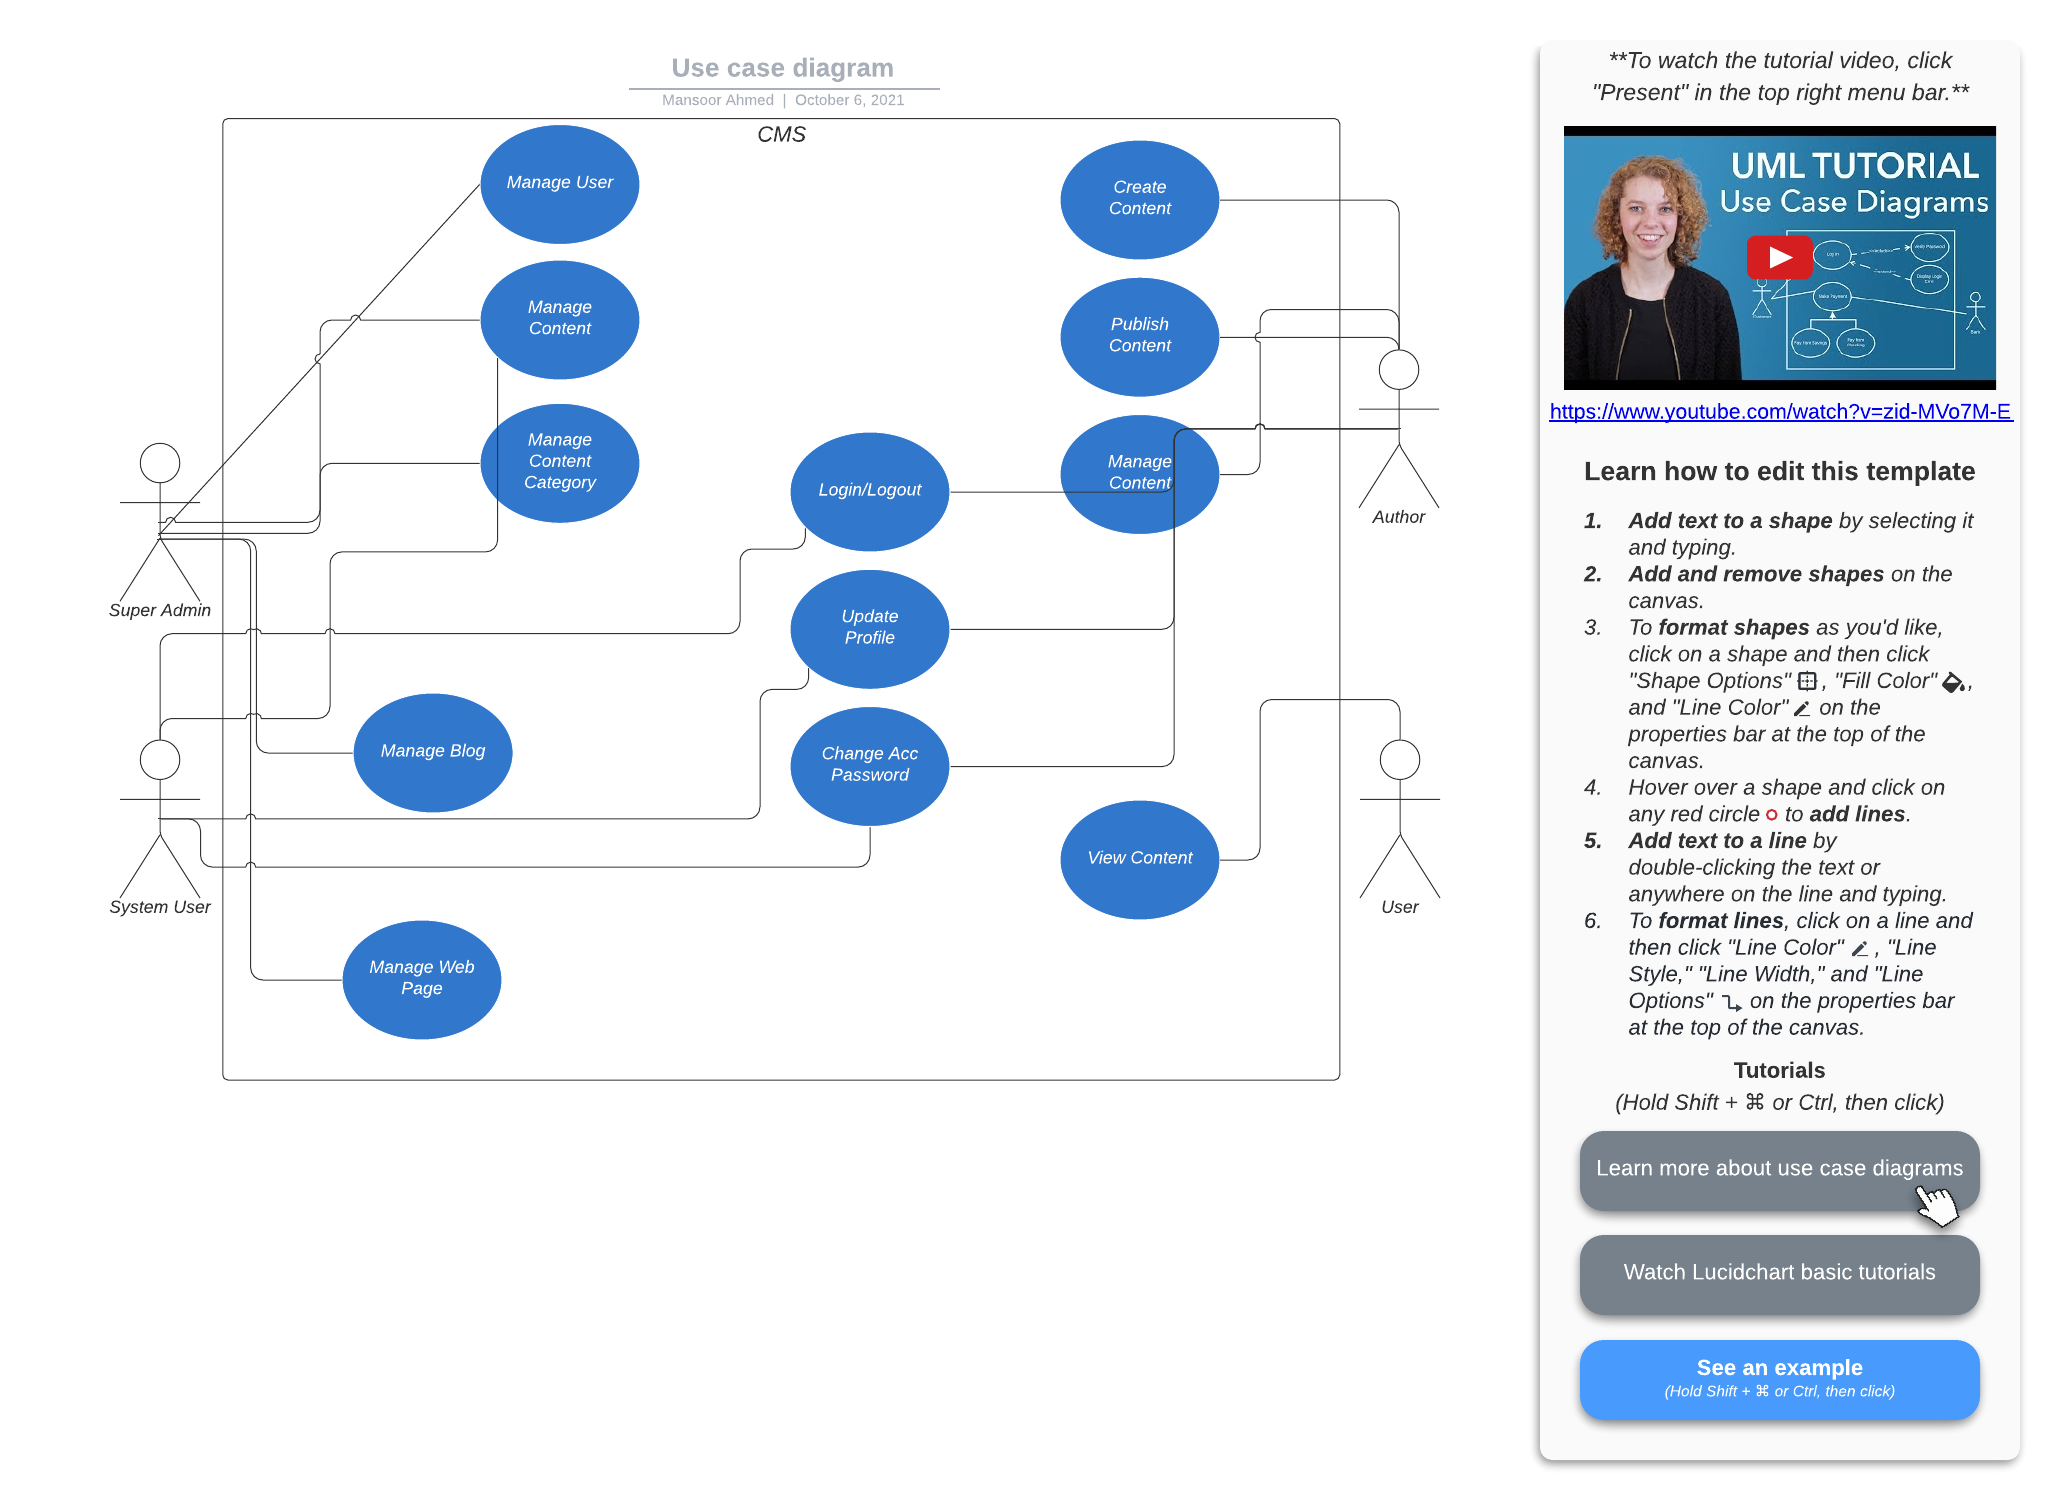 Use case diagram
Mansoor Ahmed | October 6, 2021
CMS
Manage User
Manage
Content
Manage
Content
Category
Create
Content
Publish
Content
Manage
Content
Login/Logout
Update
Profile
Change Acc
Password
View Content
Manage Blog
Manage Web
Page
Super Admin
System User
Author
User
**To watch the tutorial video, click
"Present" in the top right menu bar.**
UML TUTORIAL
Use Case Diagrams
Log In
Verify Password
Display Login
Error
Make Payment
https://www.youtube.com/watch?v=zid-MVo7M-E
Learn how to edit this template
1. Add text to a shape by selecting it
and typing.
2. Add and remove shapes on the
canvas.
3. To format shapes as you'd like,
click on a shape and then click
"Shape Options" , "Fill Color" ,
and "Line Color" on the
properties bar at the top of the
canvas.
4. Hover over a shape and click on
any red circle to add lines.
5. Add text to a line by
double-clicking the text or
anywhere on the line and typing.
6. To format lines, click on a line and
then click "Line Color" , "Line
Style," "Line Width," and "Line
Options" on the properties bar
at the top of the canvas.
Tutorials
(Hold Shift + ⌘ or Ctrl, then click)
Learn more about use case diagrams
Watch Lucidchart basic tutorials
See an example
(Hold Shift + ⌘ or Ctrl, then click)